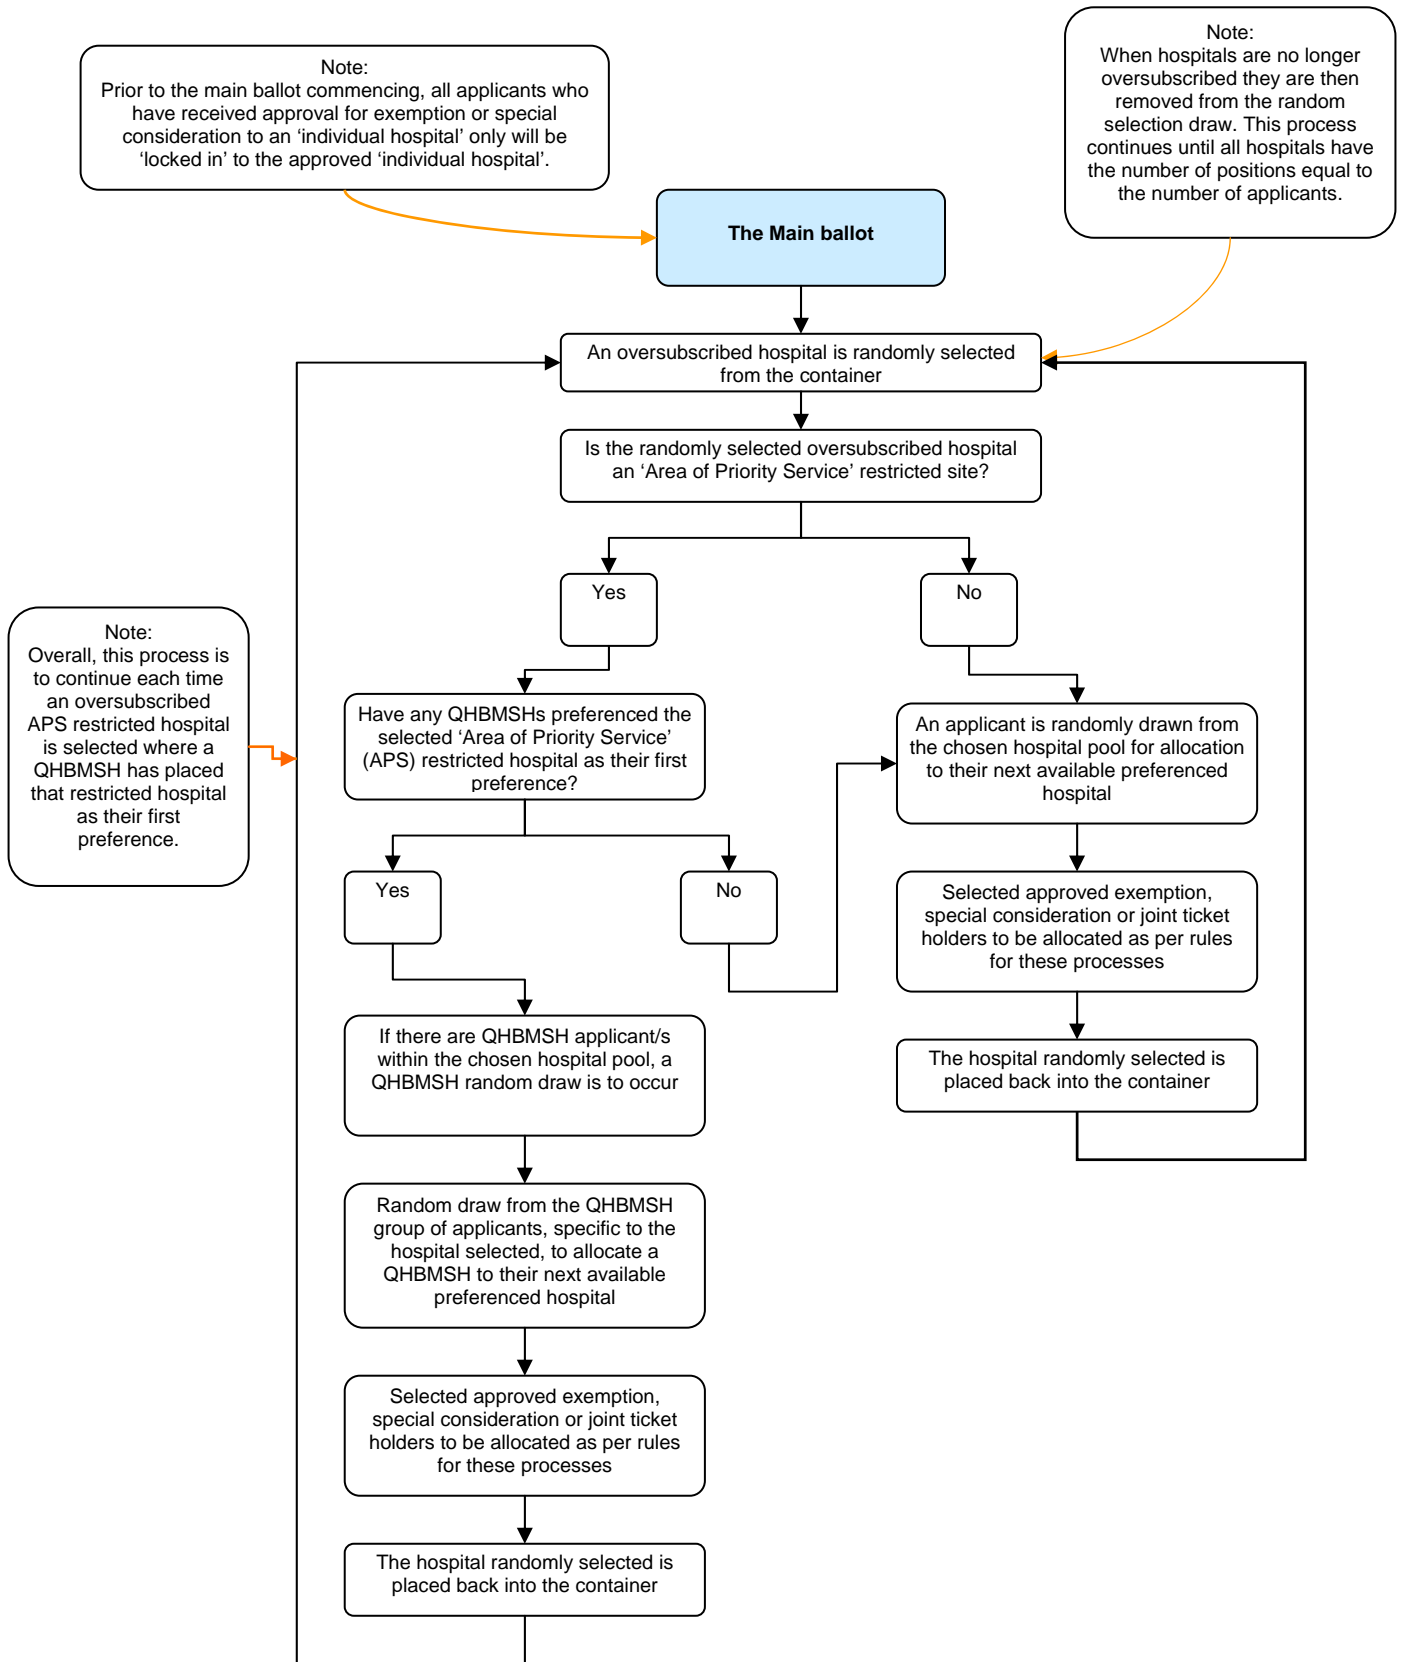 Note:
Prior to the main ballot commencing, all applicants who
have received approval for exemption or special
consideration to an ‘individual hospital’ only will be
‘locked in’ to the approved ‘individual hospital’.
Note:
When hospitals are no longer
oversubscribed they are then
removed from the random
selection draw. This process
continues until all hospitals have
the number of positions equal to
the number of applicants.
The Main ballot
An oversubscribed hospital is randomly selected
from the container
Is the randomly selected oversubscribed hospital
an ‘Area of Priority Service’ restricted site?
Yes
No
Note:
Overall, this process is
to continue each time
an oversubscribed
APS restricted hospital
is selected where a
QHBMSH has placed
that restricted hospital
as their first
preference.
Have any QHBMSHs preferenced the
selected ‘Area of Priority Service’
(APS) restricted hospital as their first
preference?
An applicant is randomly drawn from
the chosen hospital pool for allocation
to their next available preferenced
hospital
Yes
No
Selected approved exemption,
special consideration or joint ticket
holders to be allocated as per rules
for these processes
If there are QHBMSH applicant/s
within the chosen hospital pool, a
QHBMSH random draw is to occur
The hospital randomly selected is
placed back into the container
Random draw from the QHBMSH
group of applicants, specific to the
hospital selected, to allocate a
QHBMSH to their next available
preferenced hospital
Selected approved exemption,
special consideration or joint ticket
holders to be allocated as per rules
for these processes
The hospital randomly selected is
placed back into the container